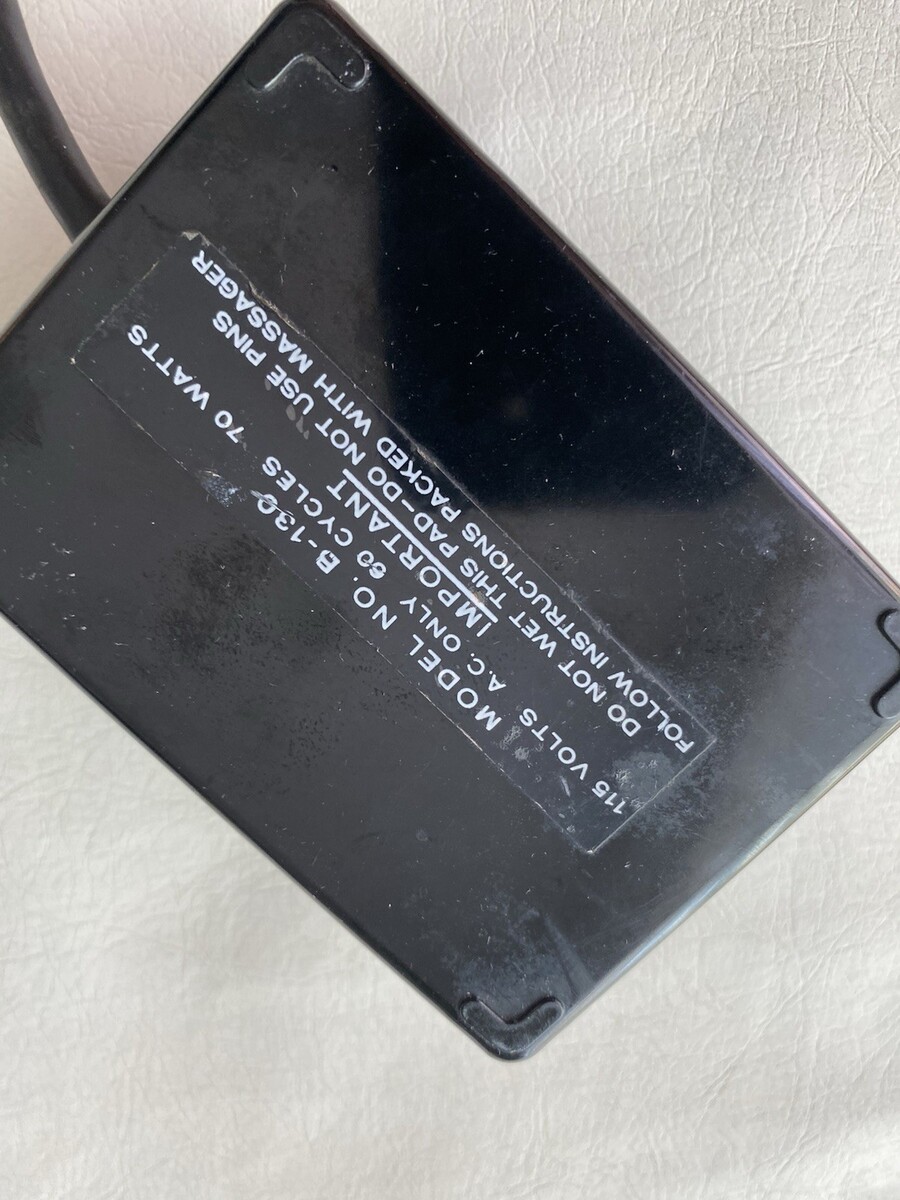 MODEL NO. B-130
115 VOLTS A.C. ONLY 60 CYCLES 70 WATTS
IMPORTANT
DO NOT WET THIS PAD-DO NOT USE PINS
FOLLOW INSTRUCTIONS PACKED WITH MASSAGER